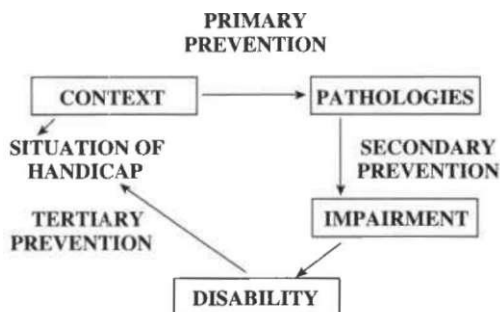 PRIMARY
PREVENTION
CONTEXT
PATHOLOGIES
SITUATION OF
HANDICAP
SECONDARY
PREVENTION
TERTIARY
PREVENTION
IMPAIRMENT
DISABILITY